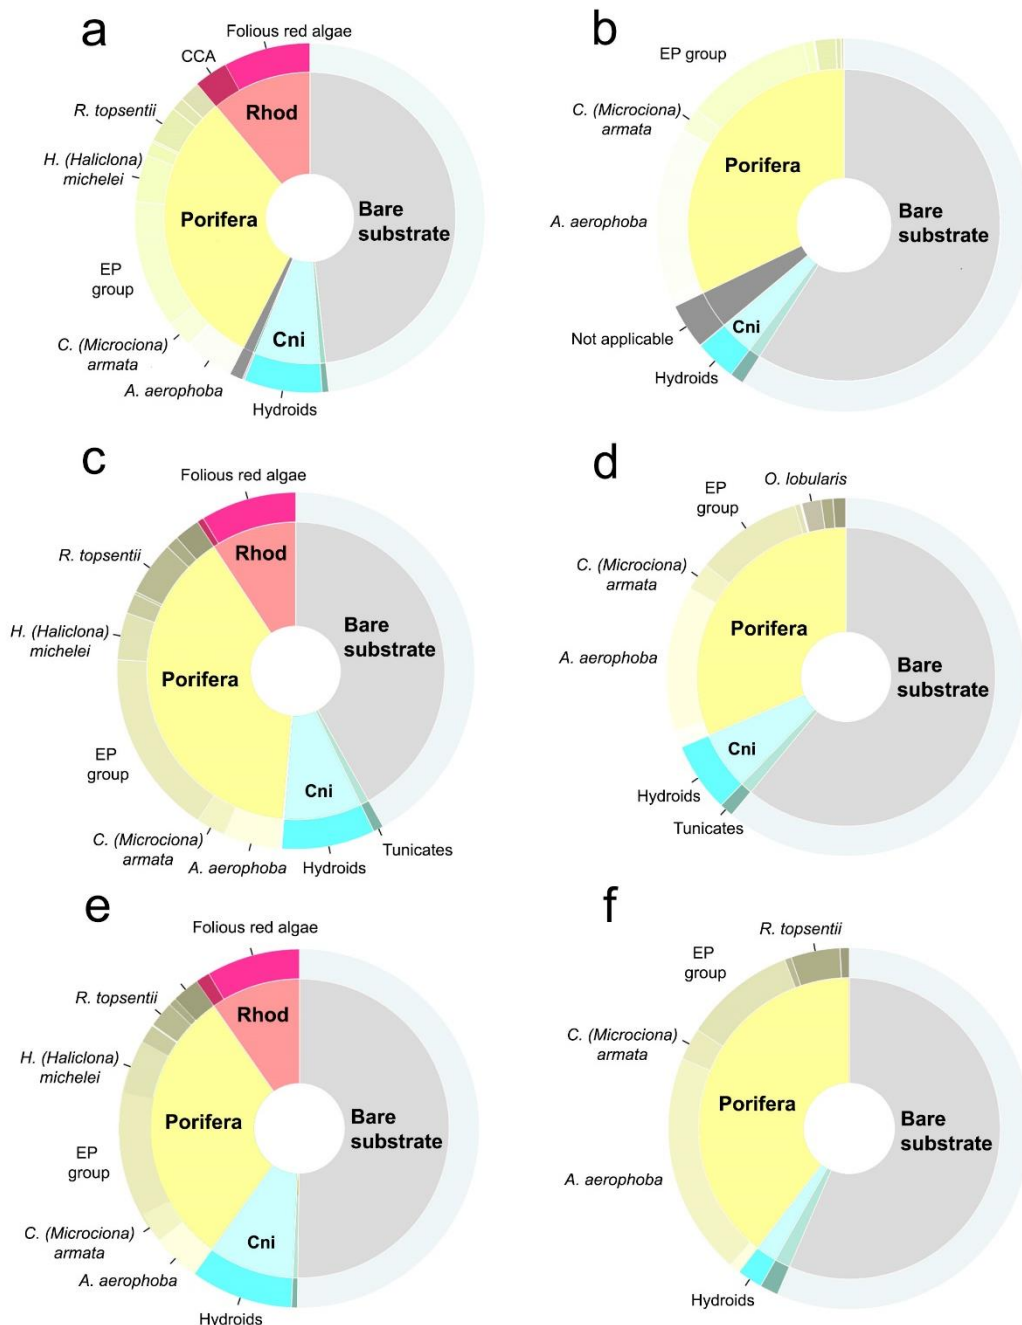 a
Folious red algae
CCA
Rhod
R. topsentii
H. (Haliclona)
michelei
Porifera
Bare
substrate
EP
group
C. (Microciona)
armata
A. aerophoba
Cni
Hydroids
b
EP group
C. (Microciona)
armata
Porifera
A. aerophoba
Bare
substrate
Not applicable
Cni
Hydroids
c
Folious red algae
Rhod
R. topsentii
H. (Haliclona)
michelei
Bare
substrate
Porifera
EP
group
Cni
C. (Microciona)
armata
A. aerophoba
Hydroids
Tunicates
d
O. lobularis
EP
group
C. (Microciona)
armata
Porifera
A. aerophoba
Bare
substrate
Cni
Hydroids
Tunicates
e
Folious red algae
R. topsentii
Rhod
H. (Haliclona)
michelei
Porifera
Bare
substrate
EP
group
C. (Microciona)
armata
Cni
A. aerophoba
Hydroids
f
R. topsentii
EP
group
C. (Microciona)
armata
Porifera
Bare
substrate
A. aerophoba
Hydroids